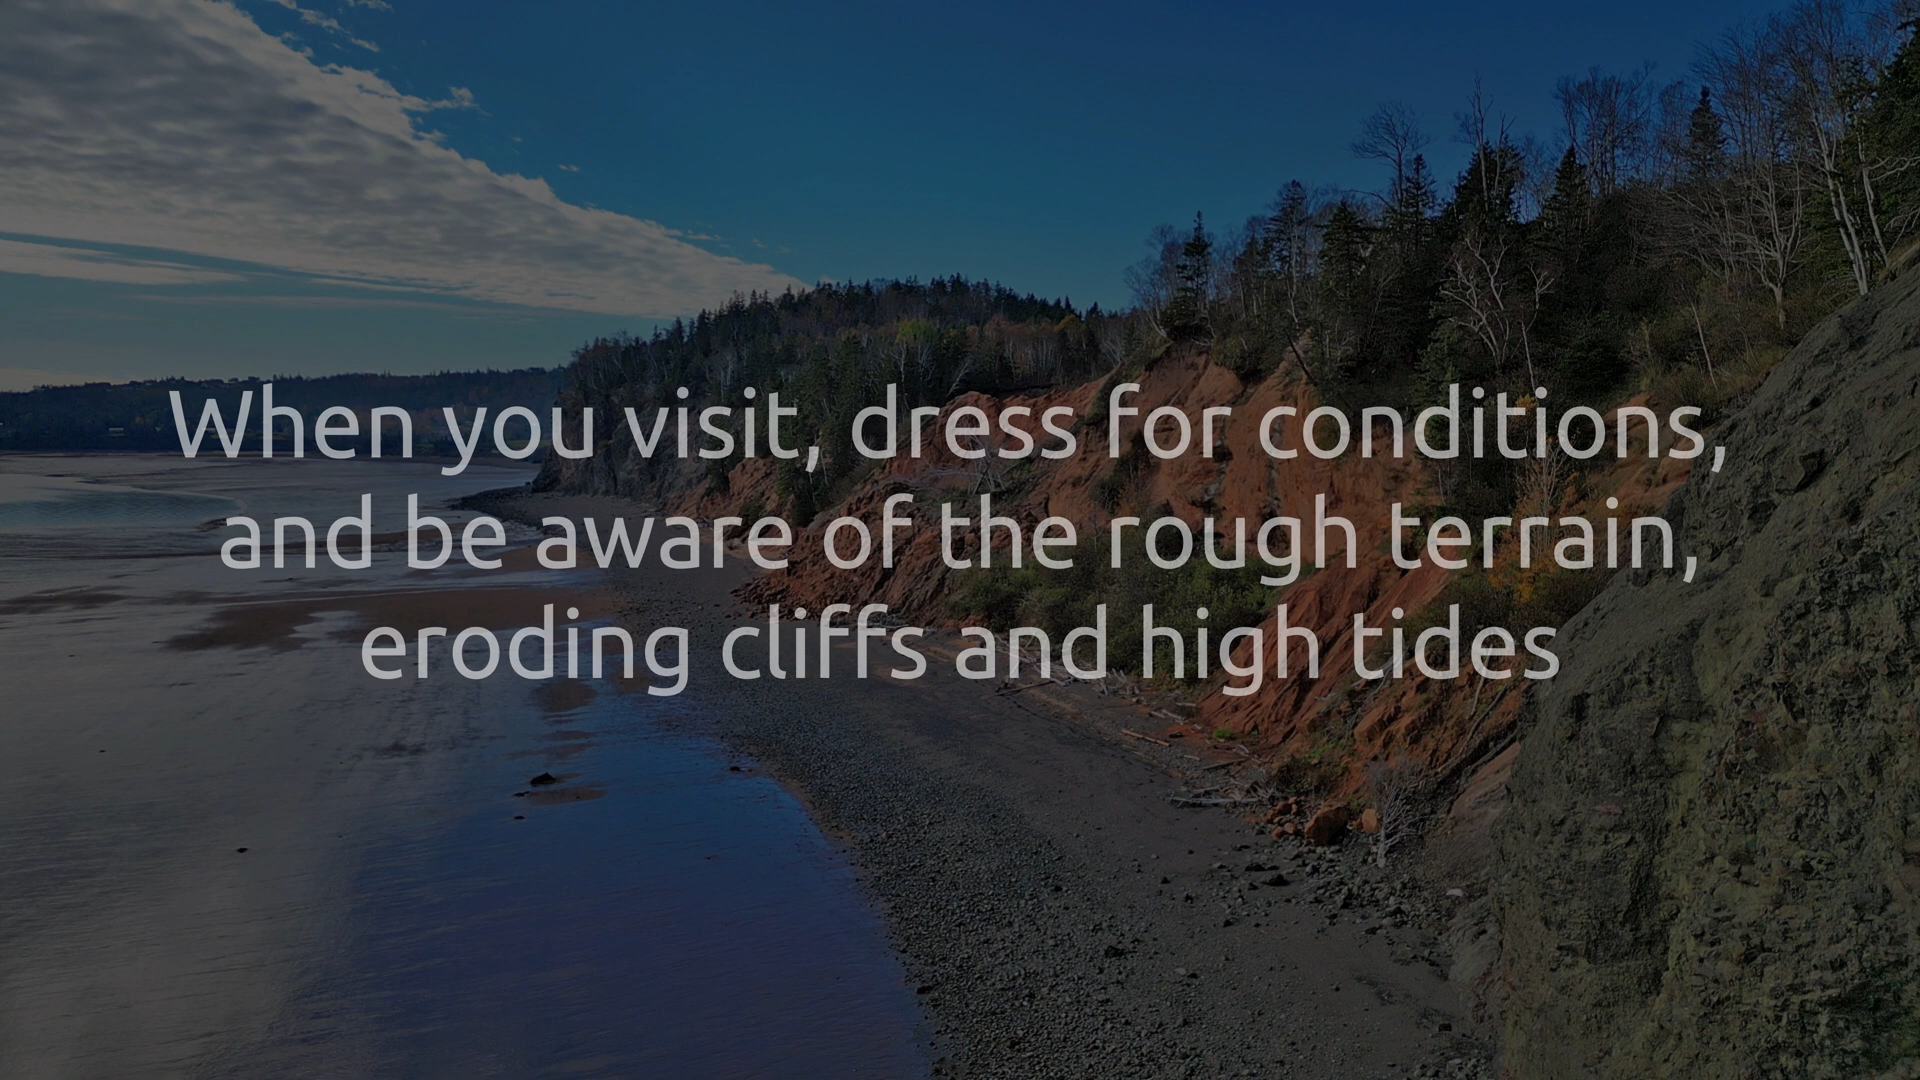 When you visit, dress for conditions,
and be aware of the rough terrain,
eroding cliffs and high tides